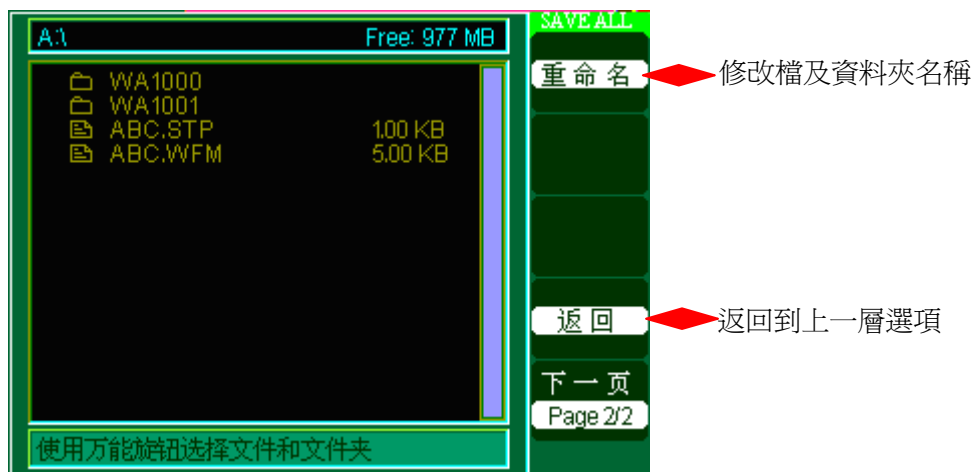 SAVE ALL
A:\ Free: 977 MB
重命名
修改檔及資料夾名稱
WA1000
WA1001
ABC.STP 1.00 KB
ABC.WFM 5.00 KB
返回
返回到上一層選項
下一页
Page 2/2
使用万能旋钮选择文件和文件夹